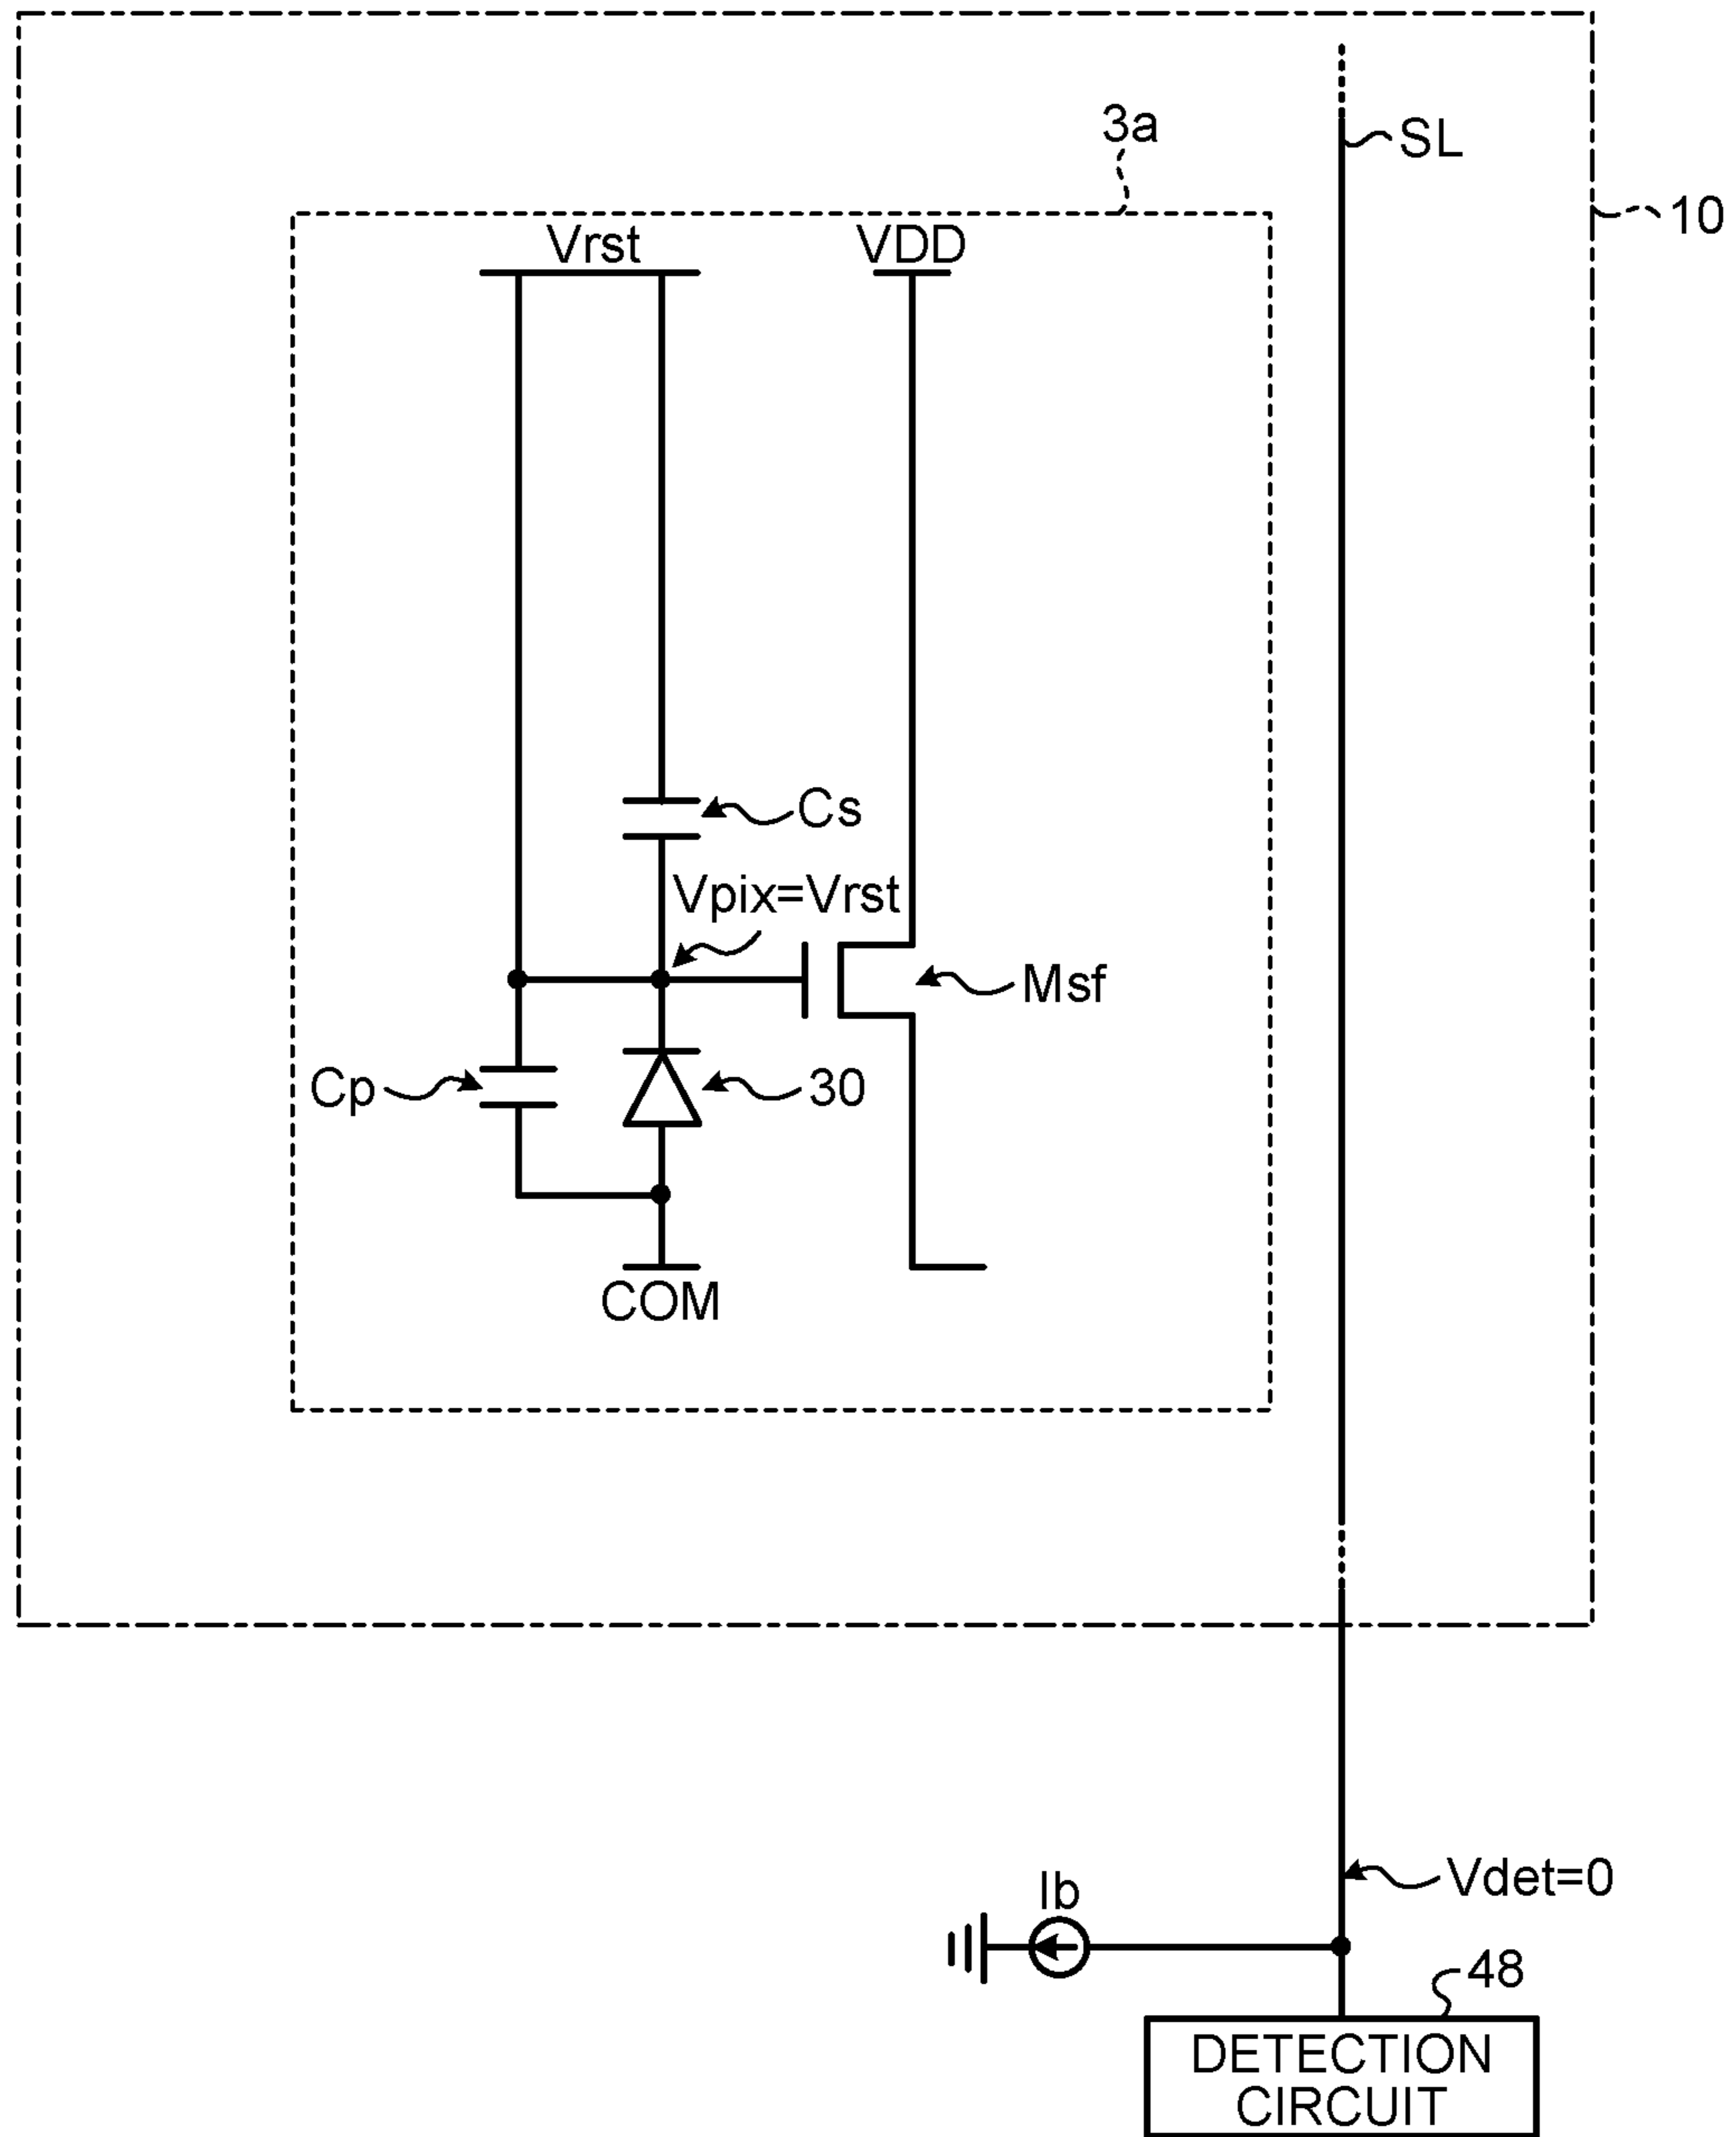 3a
SL
10
Vrst
VDD
Cs
Vpix=Vrst
Msf
Cp
30
COM
Vdet=0
Ib
48
DETECTION
CIRCUIT